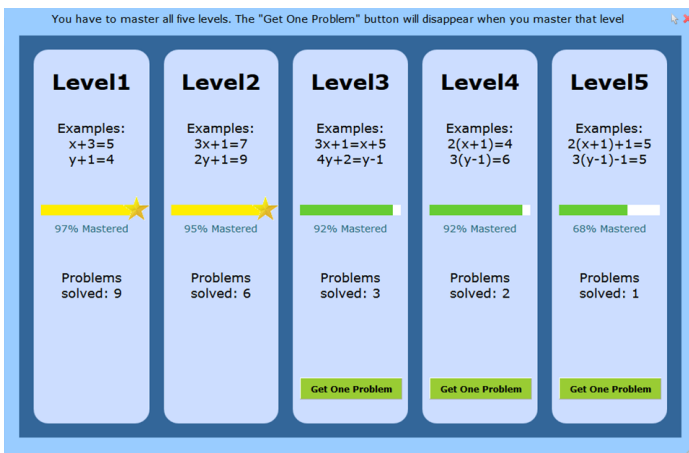 You have to master all five levels. The "Get One Problem" button will disappear when you master that level
Level1
Examples:
x+3=5
y+1=4
97% Mastered
Problems
solved: 9
Level2
Examples:
3x+1=7
2y+1=9
95% Mastered
Problems
solved: 6
Level3
Examples:
3x+1=x+5
4y+2=y-1
92% Mastered
Problems
solved: 3
Get One Problem
Level4
Examples:
2(x+1)=4
3(y-1)=6
92% Mastered
Problems
solved: 2
Get One Problem
Level5
Examples:
2(x+1)+1=5
3(y-1)-1=5
68% Mastered
Problems
solved: 1
Get One Problem